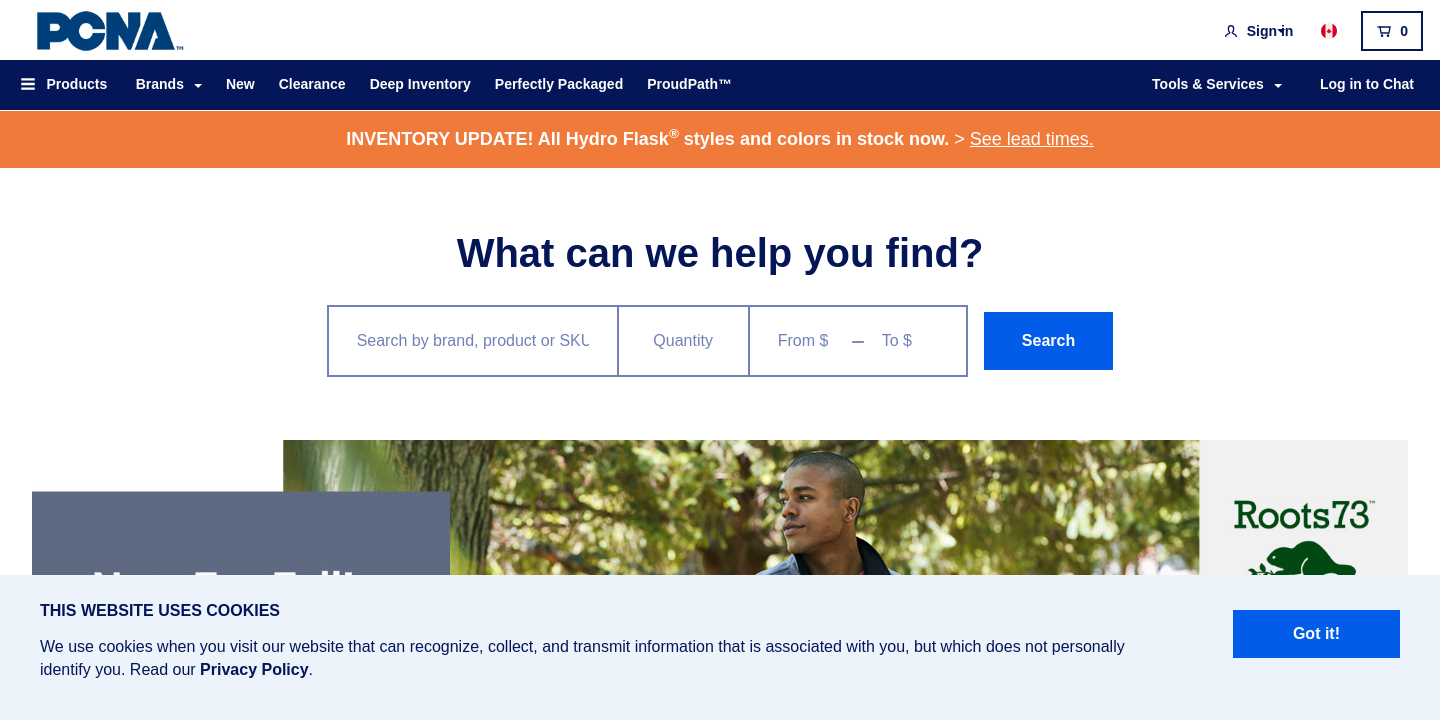 PCNA™
Sign in
0
Products
Brands
New
Clearance
Deep Inventory
Perfectly Packaged
ProudPath™
Tools & Services
Log in to Chat
INVENTORY UPDATE! All Hydro Flask® styles and colors in stock now. > See lead times.
What can we help you find?
Search by brand, product or SKU
Quantity
From $
To $
Search
Roots73™
THIS WEBSITE USES COOKIES
We use cookies when you visit our website that can recognize, collect, and transmit information that is associated with you, but which does not personally
identify you. Read our Privacy Policy.
Got it!